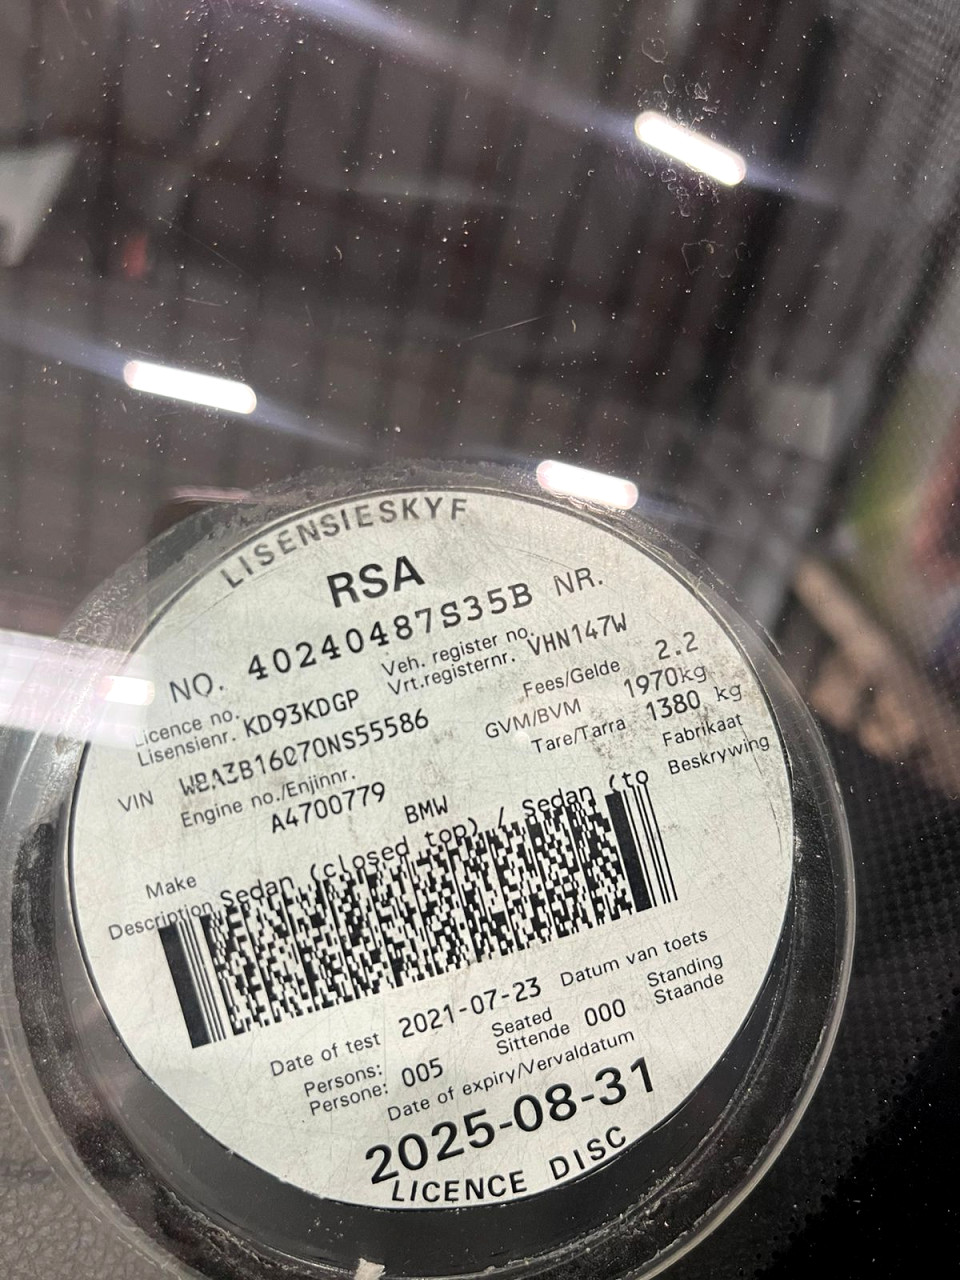 LISENSIESKYF
RSA
NO. 40240487S35B NR.
Licence no.
Lisensienr. KD93KDGP
Veh. register no.
Vrt.registernr. VHN147W
VIN
Fees/Gelde 2.2
GVM/BVM 1970kg
Tare/Tarra 1380 kg
Engine no./Enjinnr.
A4700779
Make BMW Fabrikaat
Description Sedan (closed top) / Sedan (to Beskrywing
Date of test 2021-07-23 Datum van toets
Persons:
Persone: 005
Seated
Sittende 000
Standing
Staande
Date of expiry/Vervaldatum
2025-08-31
LICENCE DISC